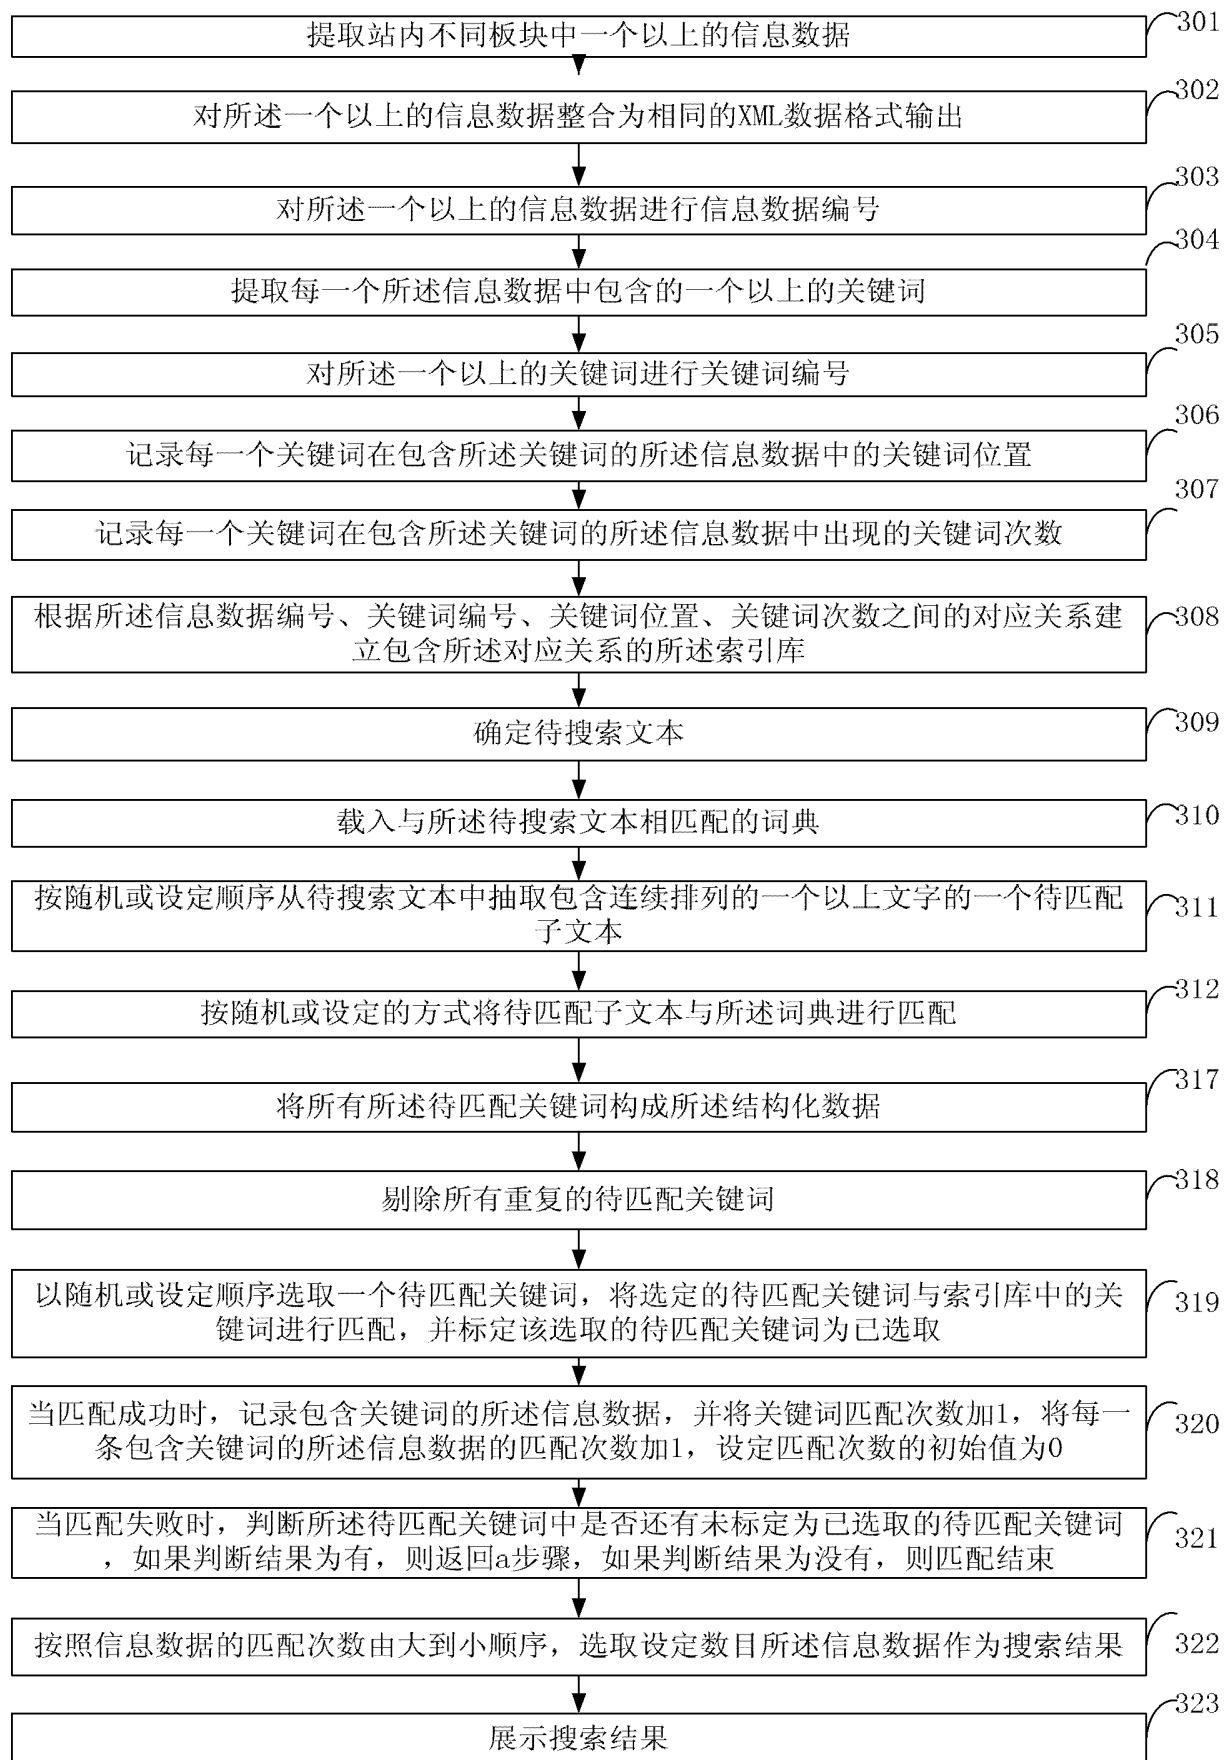 提取站内不同板块中一个以上的信息数据
301
对所述一个以上的信息数据整合为相同的XML数据格式输出
302
对所述一个以上的信息数据进行信息数据编号
303
提取每一个所述信息数据中包含的一个以上的关键词
304
对所述一个以上的关键词进行关键词编号
305
记录每一个关键词在包含所述关键词的所述信息数据中的关键词位置
306
记录每一个关键词在包含所述关键词的所述信息数据中出现的关键词次数
307
根据所述信息数据编号、关键词编号、关键词位置、关键词次数之间的对应关系建
立包含所述对应关系的所述索引库
308
确定待搜索文本
309
载入与所述待搜索文本相匹配的词典
310
按随机或设定顺序从待搜索文本中抽取包含连续排列的一个以上文字的一个待匹配
子文本
311
按随机或设定的方式将待匹配子文本与所述词典进行匹配
312
将所有所述待匹配关键词构成所述结构化数据
317
剔除所有重复的待匹配关键词
318
以随机或设定顺序选取一个待匹配关键词，将选定的待匹配关键词与索引库中的关
键词进行匹配，并标定该选取的待匹配关键词为已选取
319
当匹配成功时，记录包含关键词的所述信息数据，并将关键词匹配次数加1，将每一
条包含关键词的所述信息数据的匹配次数加1，设定匹配次数的初始值为0
320
当匹配失败时，判断所述待匹配关键词中是否还有未标定为已选取的待匹配关键词
，如果判断结果为有，则返回a步骤，如果判断结果为没有，则匹配结束
321
按照信息数据的匹配次数由大到小顺序，选取设定数目所述信息数据作为搜索结果
322
展示搜索结果
323